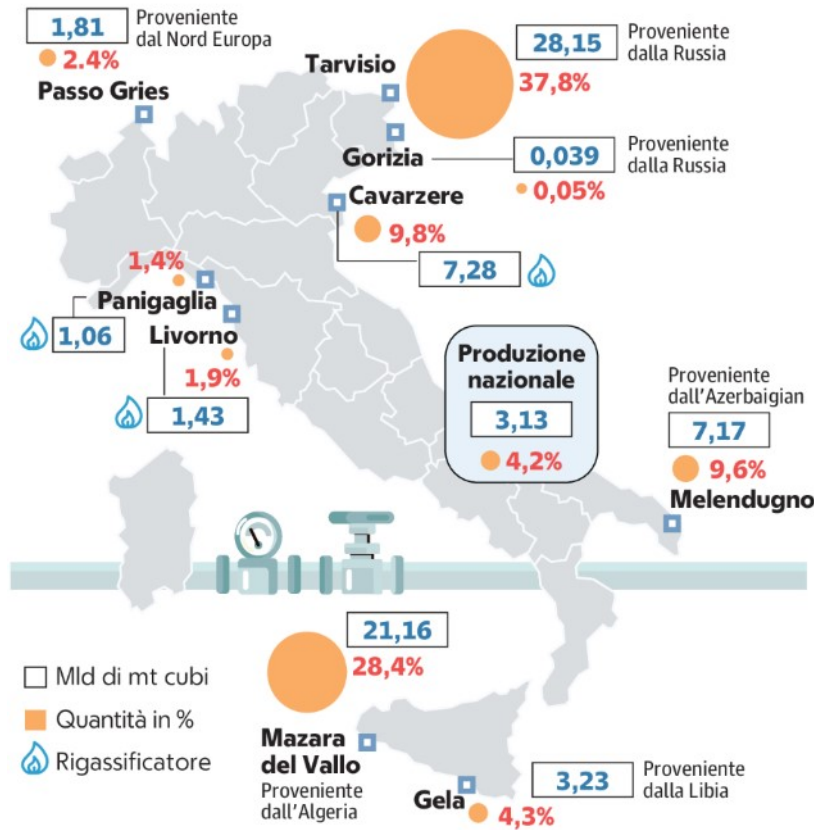 1,81
Proveniente
dal Nord Europa
2.4%
Passo Gries
Tarvisio
28,15
Proveniente
dalla Russia
37,8%
Gorizia
0,039
Proveniente
dalla Russia
0,05%
Cavarzere
9,8%
7,28
1,4%
Panigaglia
1,06
Livorno
1,9%
1,43
Produzione
nazionale
3,13
4,2%
Proveniente
dall'Azerbaigian
7,17
9,6%
Melendugno
21,16
28,4%
Mazara
del Vallo
Proveniente
dall'Algeria
Gela
3,23
Proveniente
dalla Libia
4,3%
Mld di mt cubi
Quantità in %
Rigassificatore